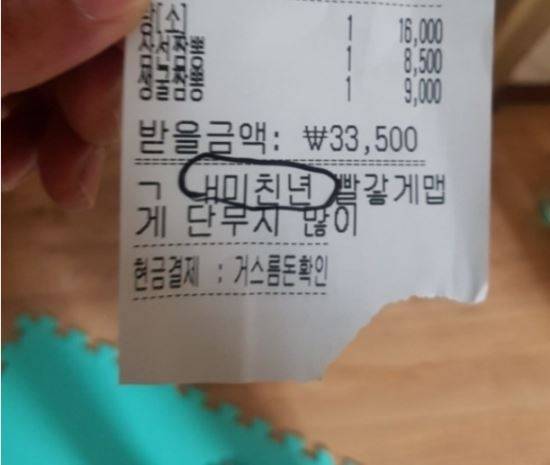 [소] 1 16,000
1 8,500
1 9,000
받을금액: ₩33,500
ㄱ ㅐ미친년 빨갛게맵
게 단무지 많이
현금결제 : 거스름돈확인